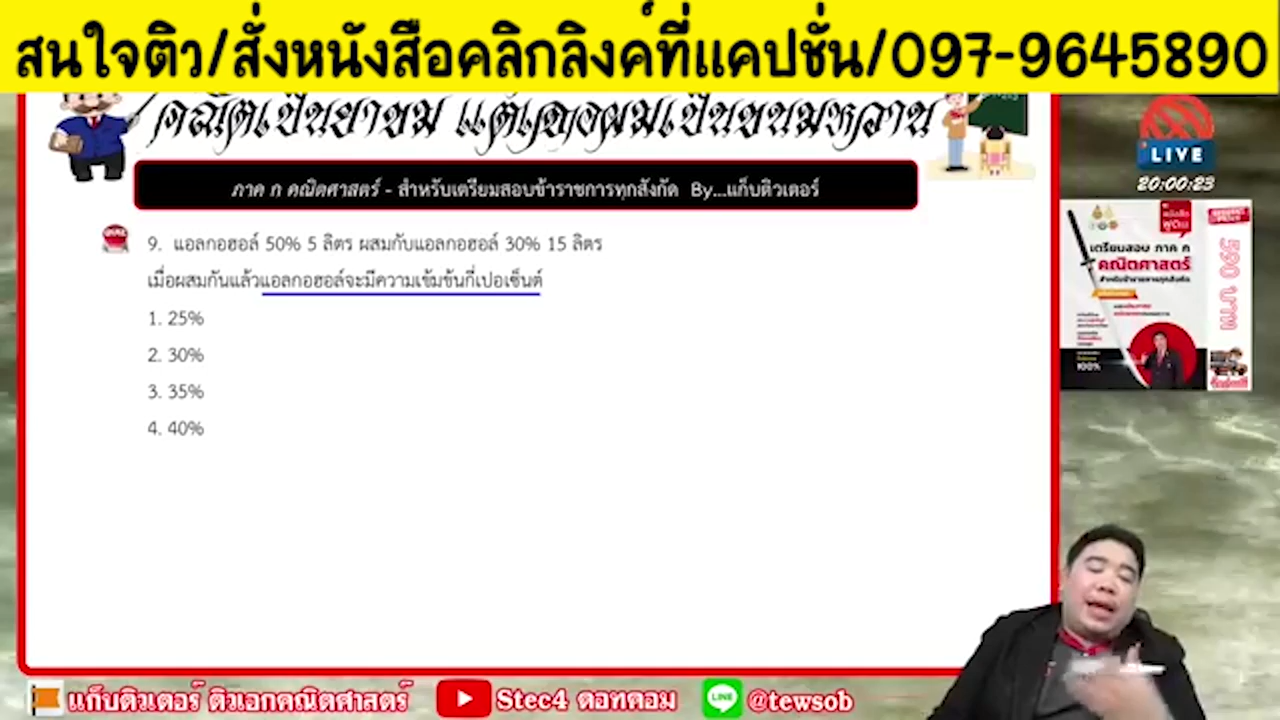 สนใจติว/สั่งหนังสือคลิกลิงค์ที่แคปชั่น/097-9645890
คณิตเป็นยาขม แต่เจอผมเป็นขนมหวาน
ภาค ก คณิตศาสตร์ - สำหรับเตรียมสอบข้าราชการทุกสังกัด By...แก๊บติวเตอร์
LIVE
20:00:23
9. แอลกอฮอล์ 50% 5 ลิตร ผสมกับแอลกอฮอล์ 30% 15 ลิตร
เมื่อผสมกันแล้วแอลกอฮอล์จะมีความเข้มข้นกี่เปอเซ็นต์
1. 25%
2. 30%
3. 35%
4. 40%
เตรียมสอบ ภาค ก
คณิตศาสตร์
100%
590 บาท
แก๊บติวเตอร์ ติวเอกคณิตศาสตร์
Stec4 ดอทคอม
LINE
@tewsob